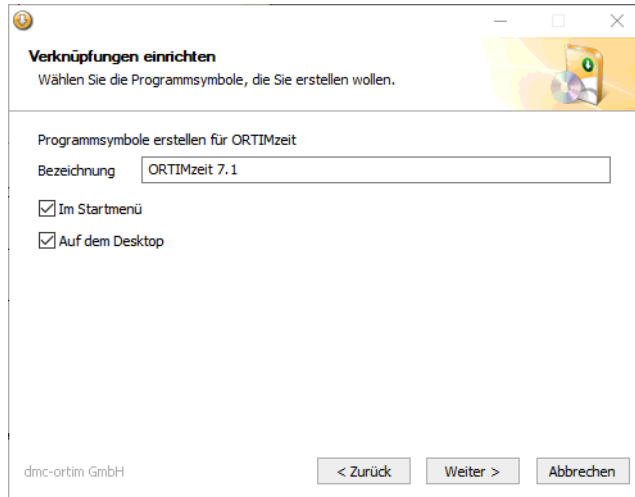 Verknüpfungen einrichten
Wählen Sie die Programmsymbole, die Sie erstellen wollen.
Programmsymbole erstellen für ORTIMzeit
Bezeichnung ORTIMzeit 7.1
Im Startmenü
Auf dem Desktop
dmc-ortim GmbH < Zurück Weiter > Abbrechen